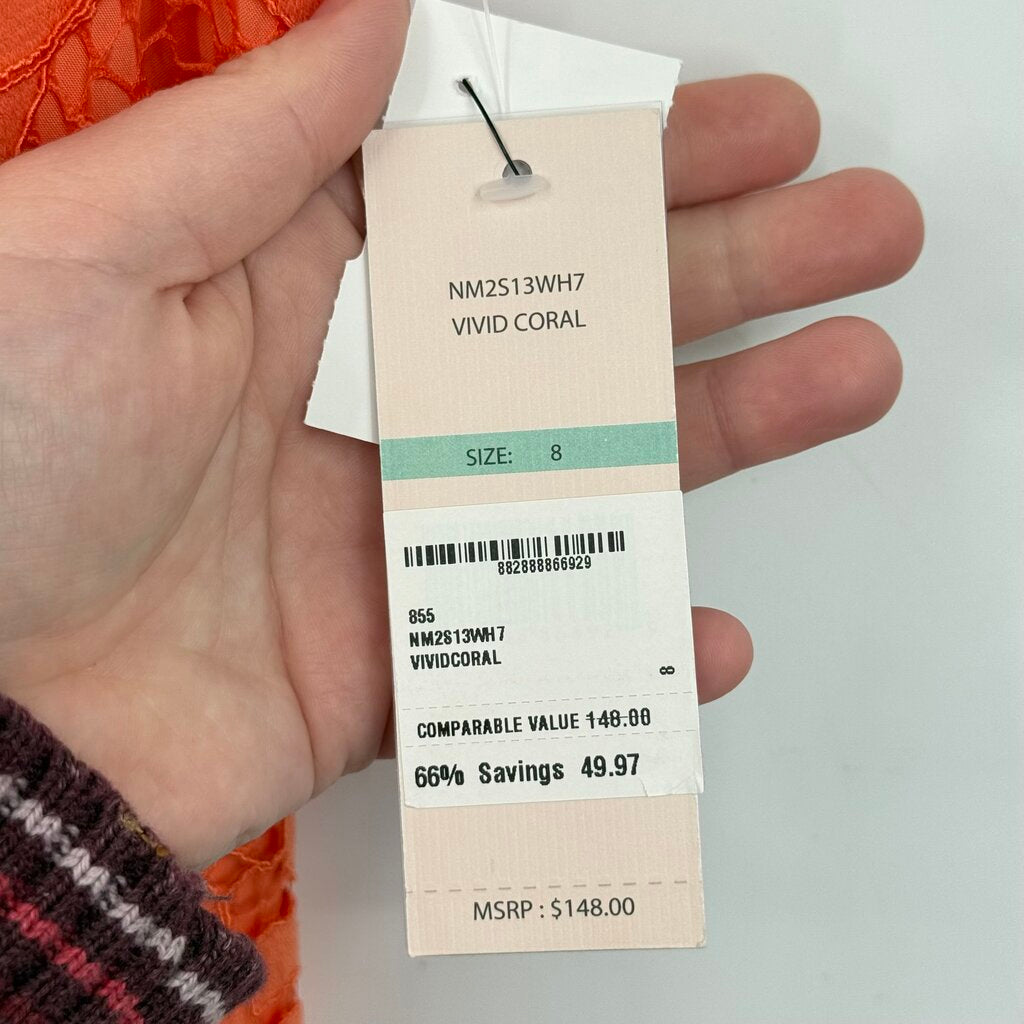 NM2S13WH7
VIVID CORAL
SIZE: 8
882888866929
855
NM2S13WH7
VIVIDCORAL
8
COMPARABLE VALUE 148.00
66% Savings 49.97
MSRP : $148.00